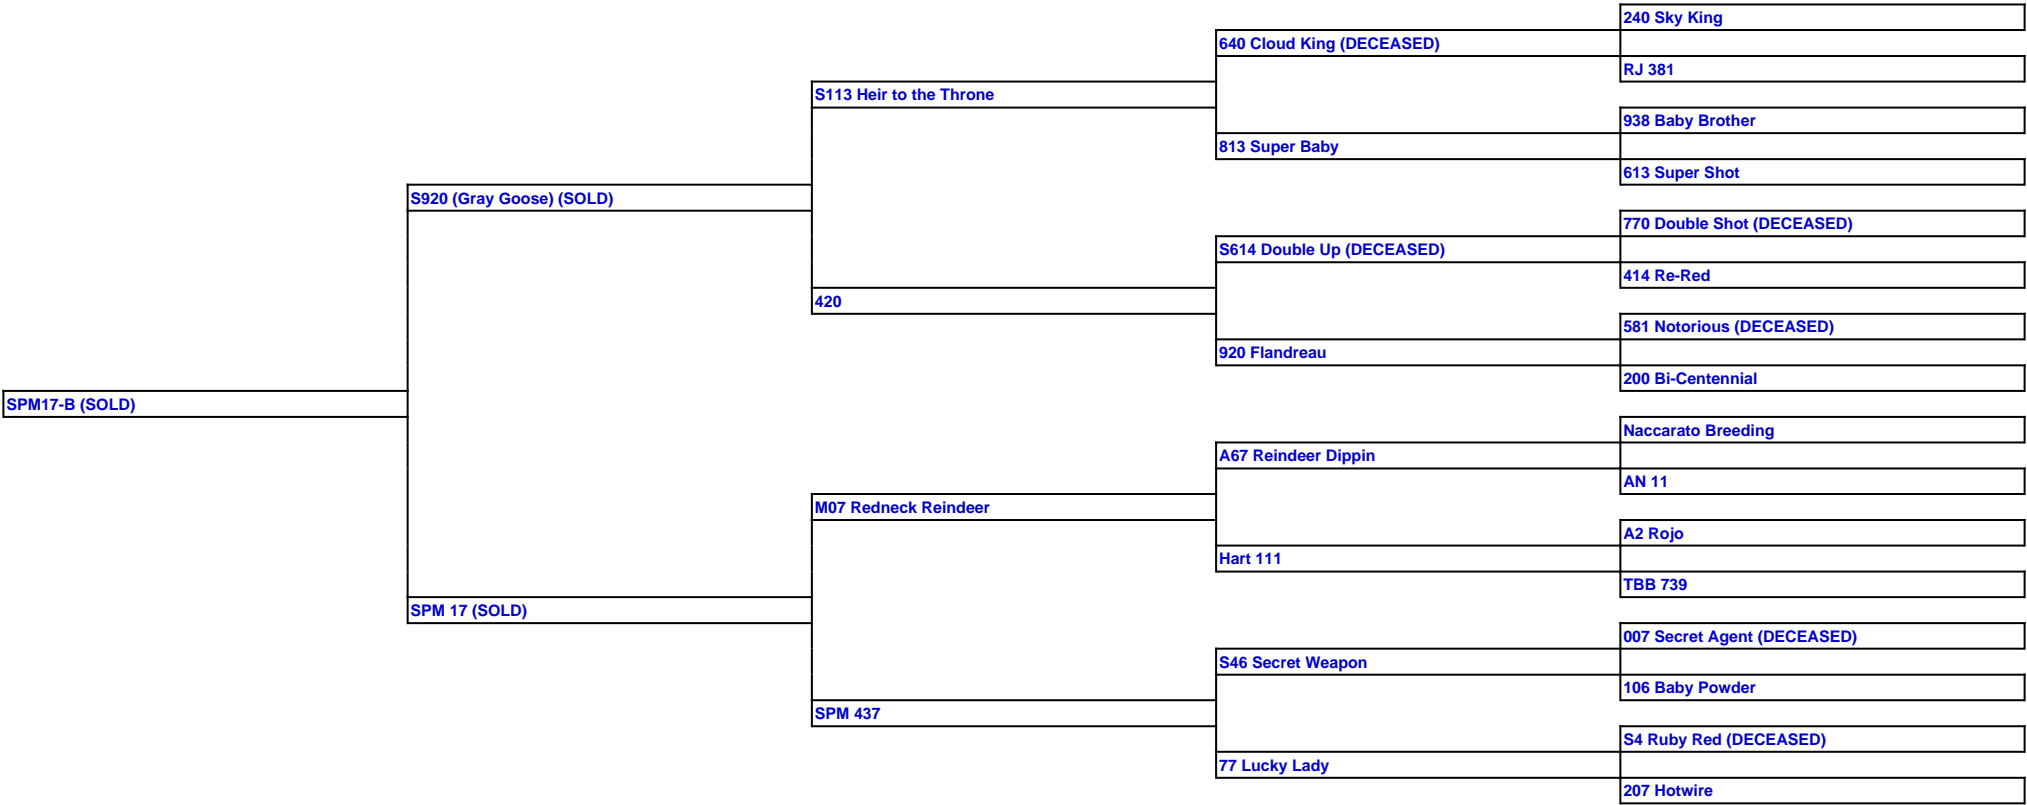 240 Sky King
640 Cloud King (DECEASED)
RJ 381
S113 Heir to the Throne
938 Baby Brother
813 Super Baby
613 Super Shot
S920 (Gray Goose) (SOLD)
770 Double Shot (DECEASED)
S614 Double Up (DECEASED)
414 Re-Red
420
581 Notorious (DECEASED)
920 Flandreau
200 Bi-Centennial
SPM17-B (SOLD)
Naccarato Breeding
A67 Reindeer Dippin
AN 11
M07 Redneck Reindeer
A2 Rojo
Hart 111
TBB 739
SPM 17 (SOLD)
007 Secret Agent (DECEASED)
S46 Secret Weapon
106 Baby Powder
SPM 437
S4 Ruby Red (DECEASED)
77 Lucky Lady
207 Hotwire